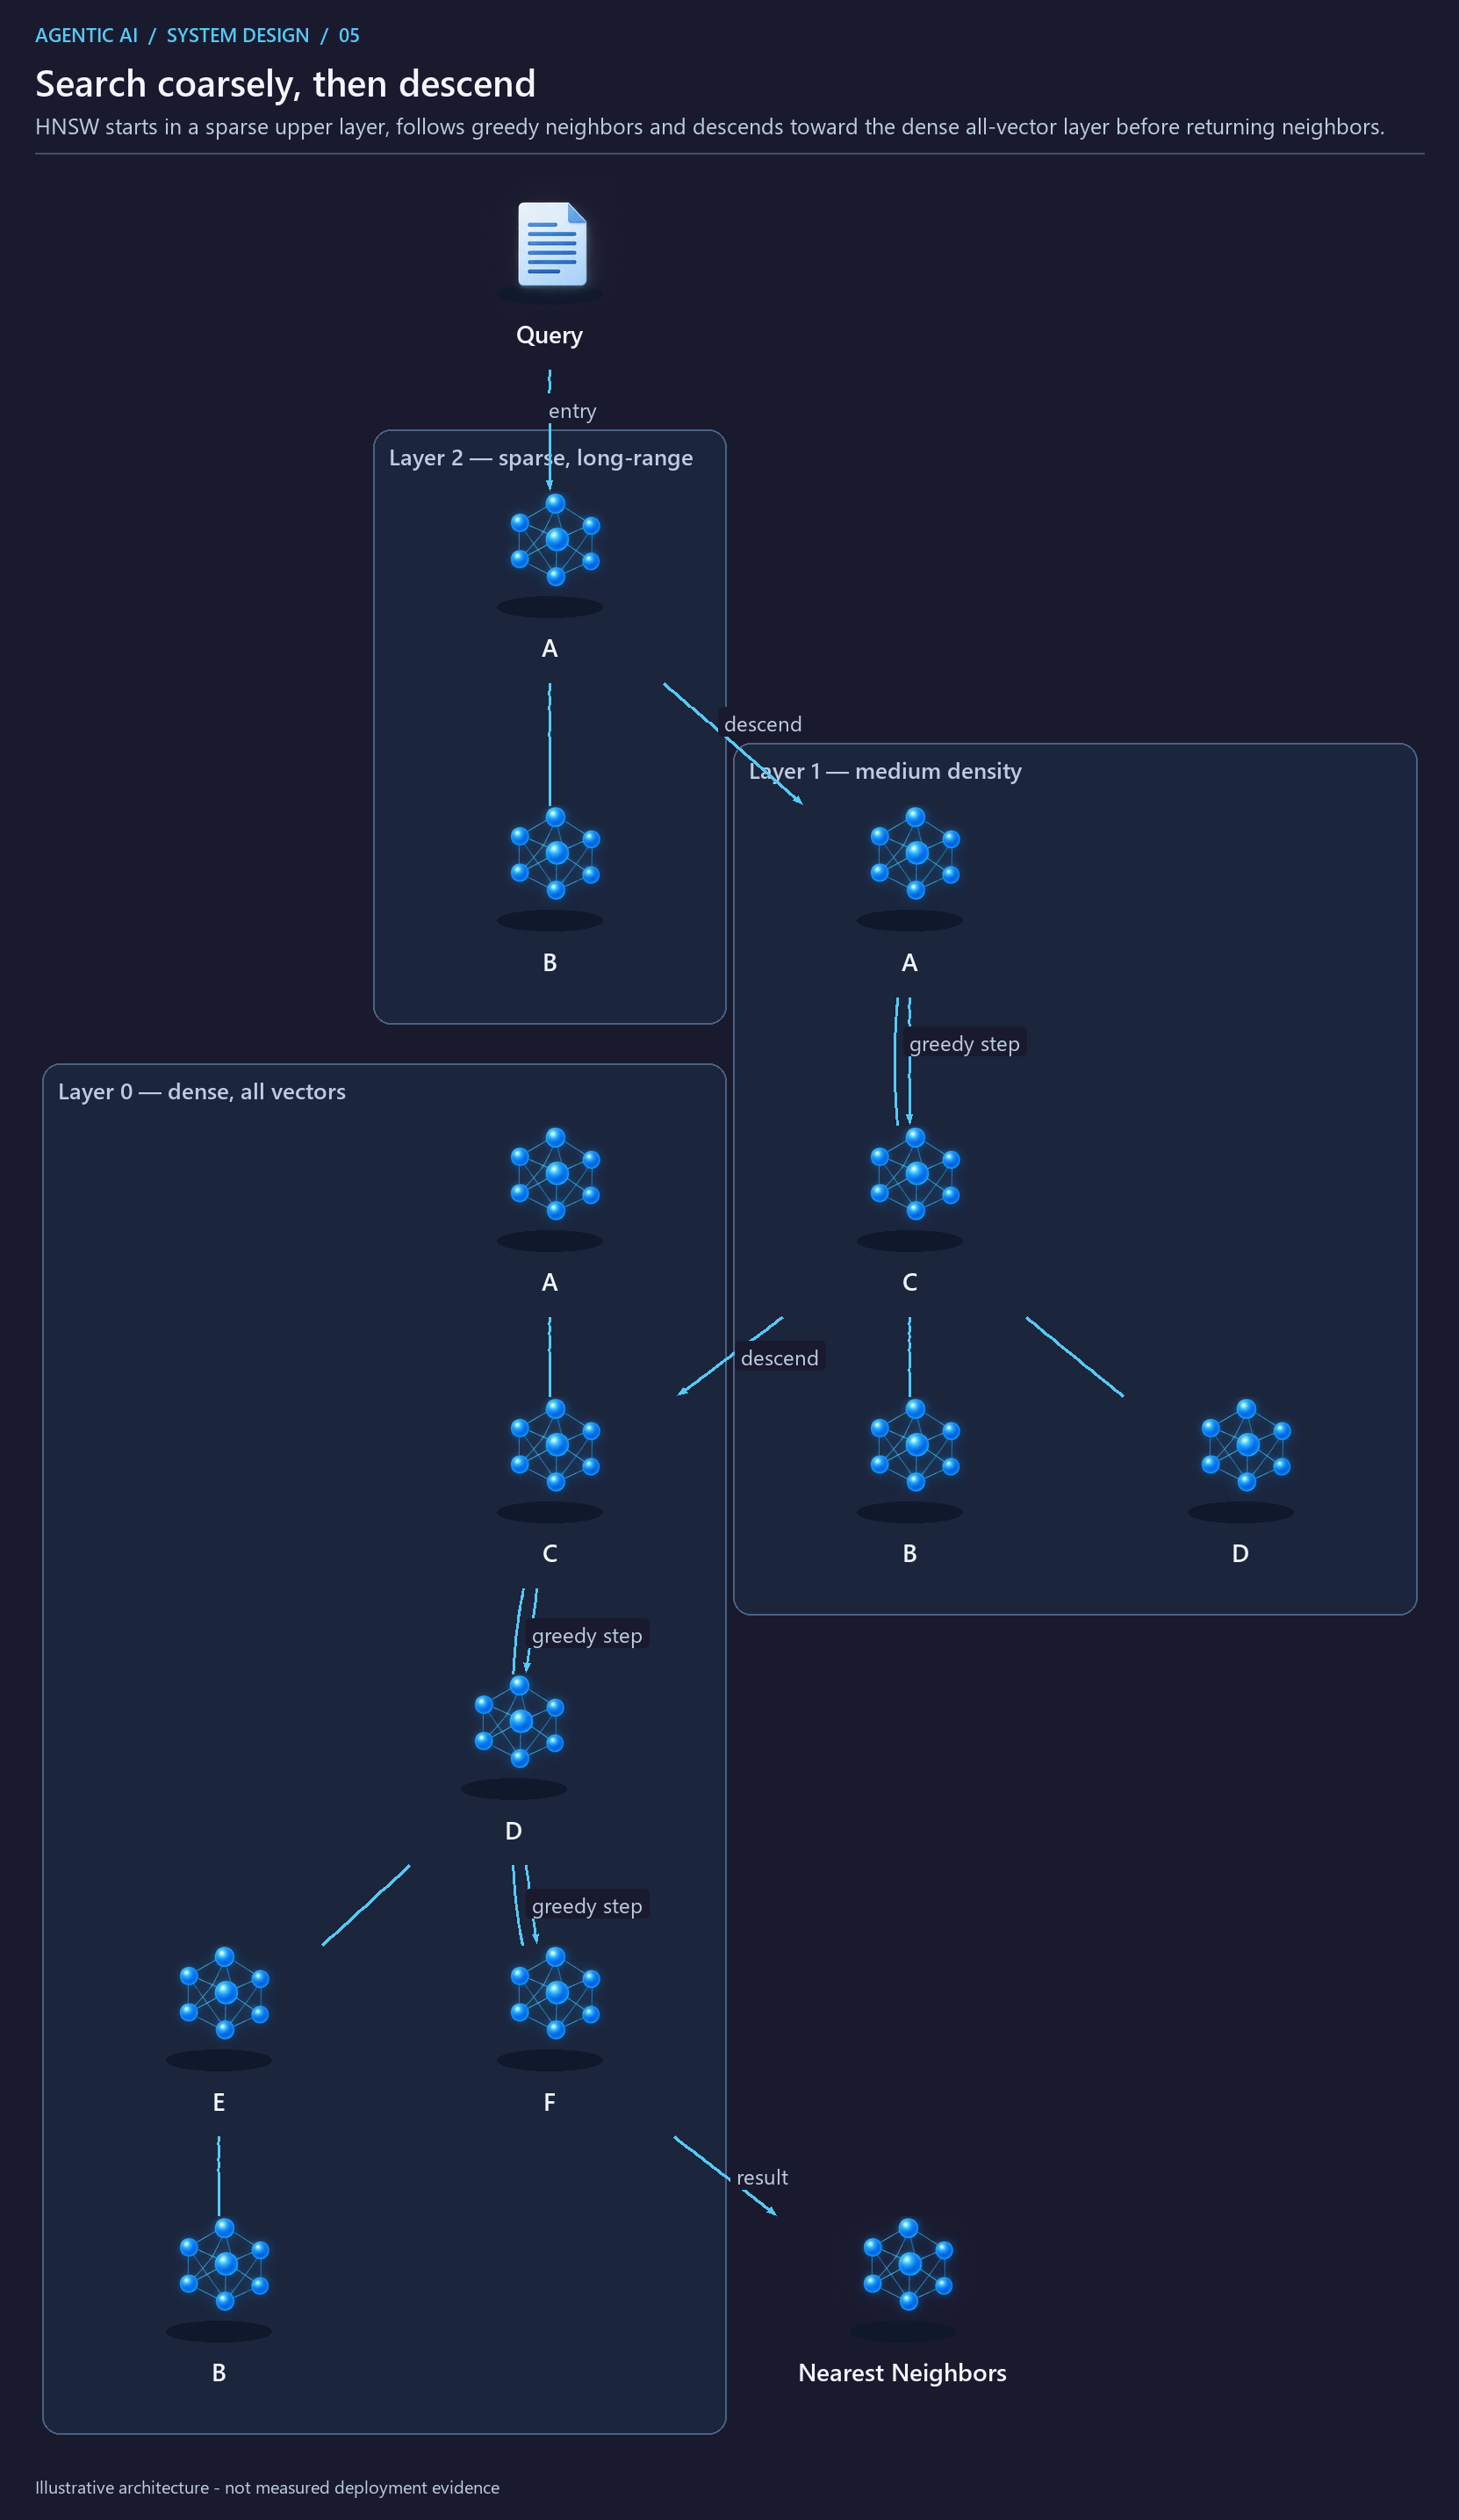 AGENTIC AI / SYSTEM DESIGN / 05
Search coarsely, then descend
HNSW starts in a sparse upper layer, follows greedy neighbors and descends toward the dense all-vector layer before returning neighbors.
Query
entry
Layer 2 — sparse, long-range
A
descend
Layer 1 — medium density
B
A
greedy step
Layer 0 — dense, all vectors
A
C
descend
C
B
D
greedy step
D
greedy step
E
F
result
B
Nearest Neighbors
Illustrative architecture - not measured deployment evidence